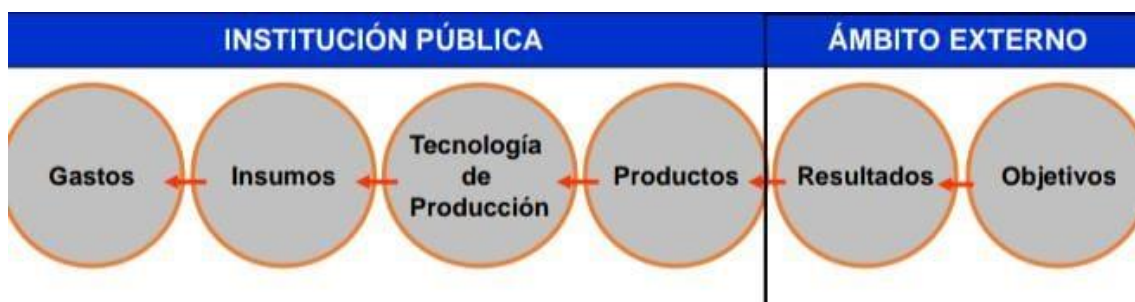 INSTITUCIÓN PÚBLICA
ÁMBITO EXTERNO
Gastos
Insumos
Tecnología
de
Producción
Productos
Resultados
Objetivos